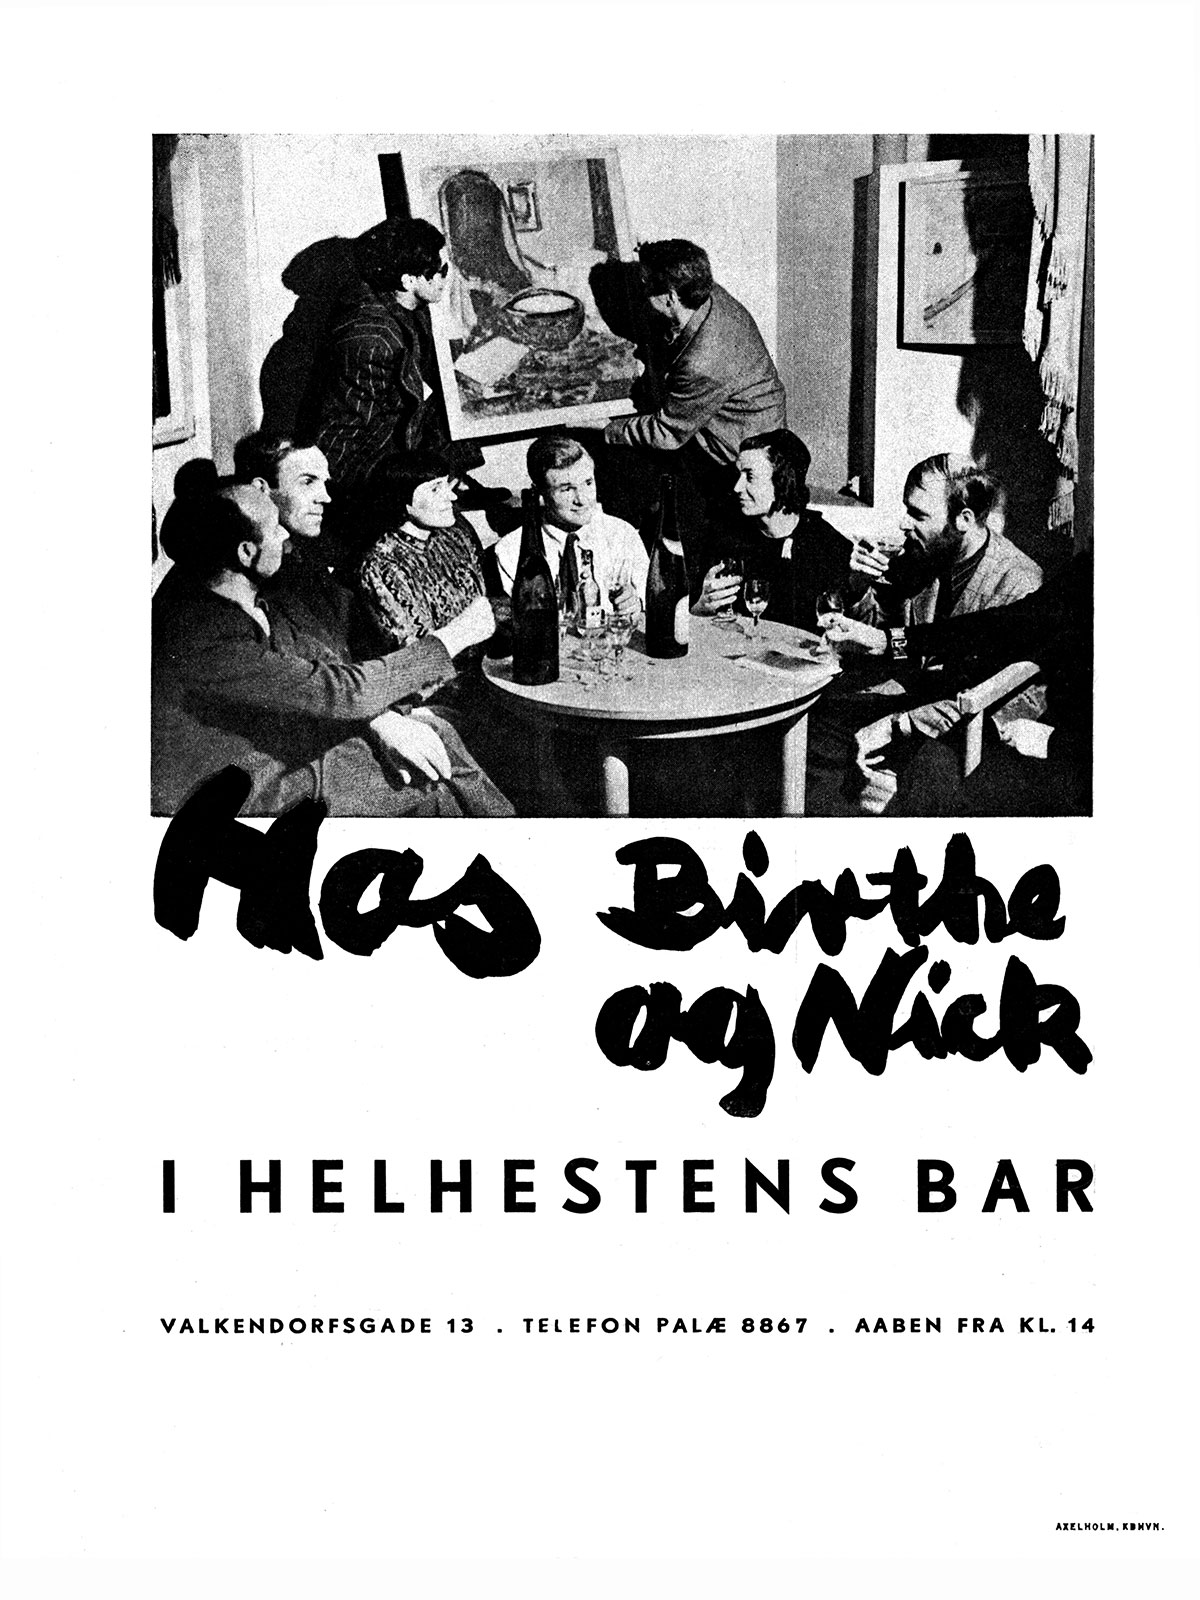 Hos Birthe
og Nick
I HELHESTENS BAR
VALKENDORFSGADE 13 . TELEFON PALÆ 8867 . AABEN FRA KL. 14
AXELHOLM, KBHVN.